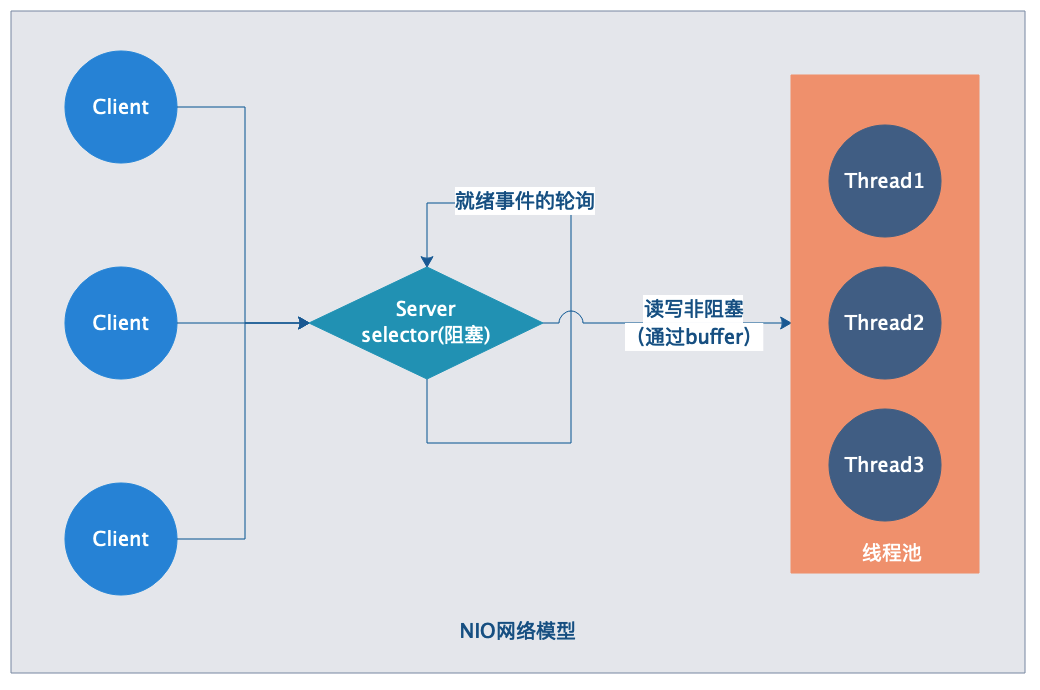 Client
Client
Client
就绪事件的轮询
Server
selector(阻塞)
读写非阻塞
（通过buffer）
Thread1
Thread2
Thread3
线程池
NIO网络模型